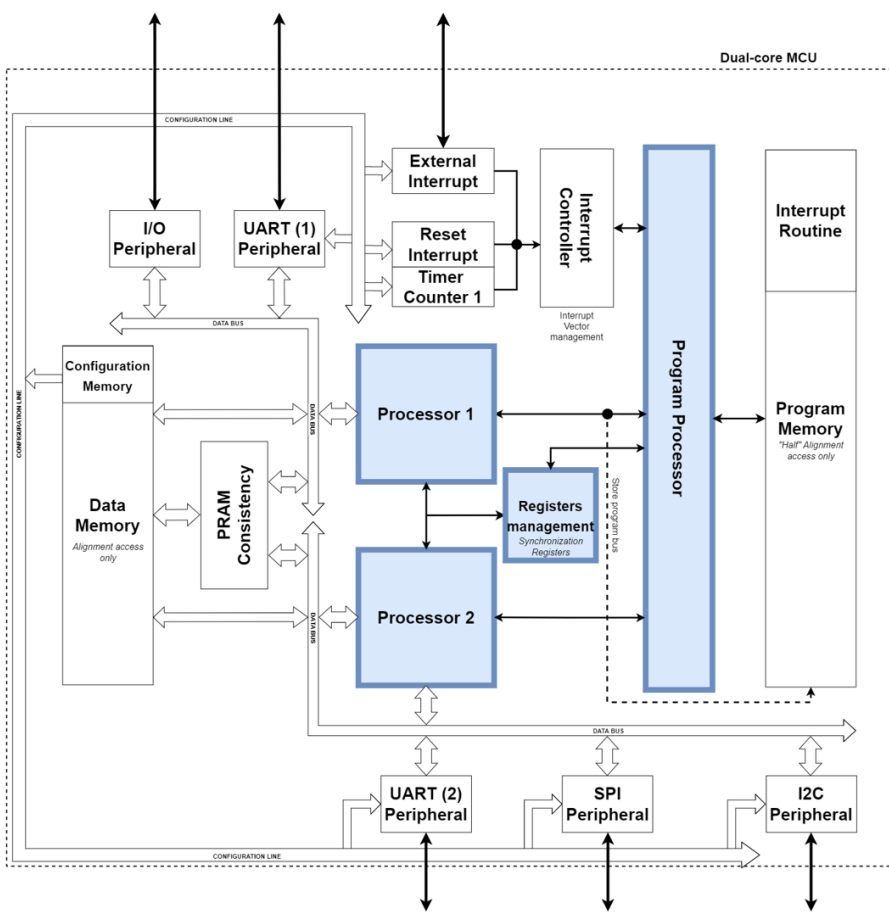 Dual-core MCU
CONFIGURATION LINE
External
Interrupt
Interrupt
Controller
Interrupt
Routine
I/O
Peripheral
UART (1)
Peripheral
Reset
Interrupt
Timer
Counter 1
Interrupt
Vector
management
DATA BUS
Configuration
Memory
CONFIGURATION LINE
DATA BUS
Processor 1
Program Processor
Program
Memory
"Half" Alignment
access only
Data
Memory
Alignment access
only
PRAM
Consistency
Registers
management
Synchronization
Registers
Store program bus
DATA BUS
Processor 2
DATA BUS
UART (2)
Peripheral
SPI
Peripheral
I2C
Peripheral
CONFIGURATION LINE